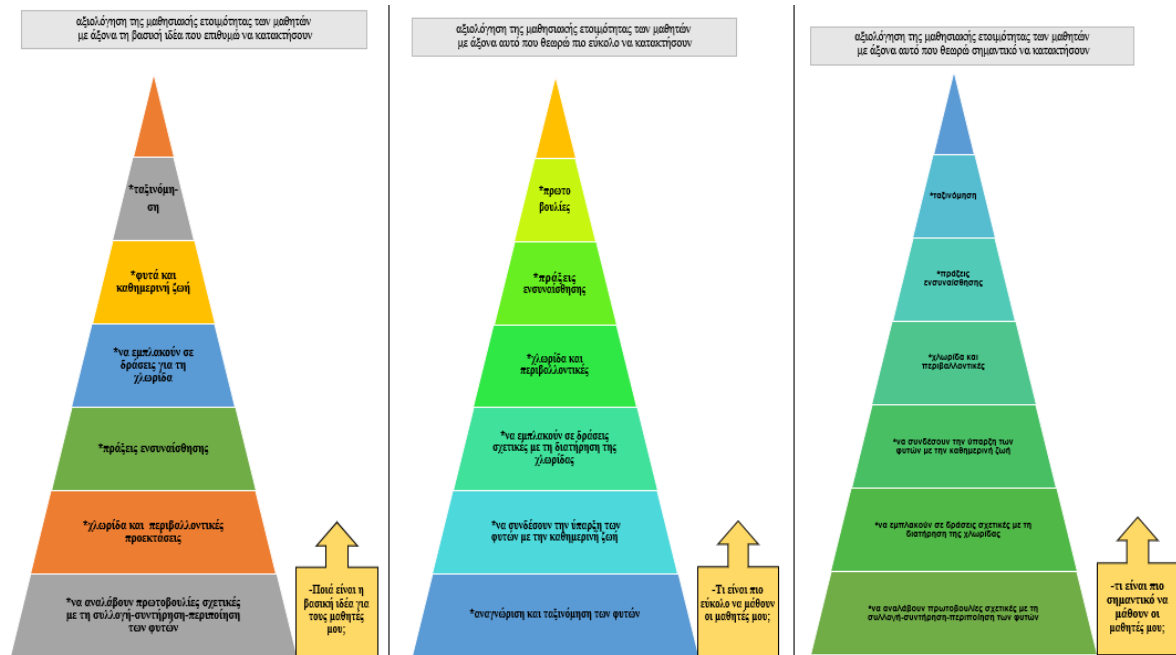 αξιολόγηση της μαθησιακής ετοιμότητας των μαθητών
με άξονα τη βασική ιδέα που επιθυμώ να κατακτήσουν
*ταξινόμη-
ση
*φυτά και
καθημερινή ζωή
*να εμπλακούν σε
δράσεις για τη
χλωρίδα
*πράξεις ενσυναίσθησης
*χλωρίδα και περιβαλλοντικές
προεκτάσεις
*να αναλάβουν πρωτοβουλίες σχετικές
με τη συλλογή-συντήρηση-περιποίηση
των φυτών
-Ποιά είναι η
βασική ιδέα για
τους μαθητές
μου;
αξιολόγηση της μαθησιακής ετοιμότητας των μαθητών
με άξονα αυτό που θεωρώ πιο εύκολο να κατακτήσουν
*πρωτο
βουλίες
*πράξεις
ενσυναίσθησης
*χλωρίδα και
περιβαλλοντικές
*να εμπλακούν σε δράσεις
σχετικές με τη διατήρηση της
χλωρίδας
*να συνδέσουν την ύπαρξη των
φυτών με την καθημερινή ζωή
*αναγνώριση και ταξινόμηση των φυτών
-Τι είναι πιο
εύκολο να μάθουν
οι μαθητές μου;
αξιολόγηση της μαθησιακής ετοιμότητας των μαθητών
με άξονα αυτό που θεωρώ σημαντικό να κατακτήσουν
*ταξινόμηση
*πράξεις
ενσυναίσθησης
*χλωρίδα και
περιβαλλοντικές
*να συνδέσουν την ύπαρξη των
φυτών με την καθημερινή ζωή
*να εμπλακούν σε δράσεις σχετικές με τη
διατήρηση της χλωρίδας
*να αναλάβουν πρωτοβουλίες σχετικές με τη
συλλογή-συντήρηση-περιποίηση των φυτών
-τι είναι πιο
σημαντικό να
μάθουν οι
μαθητές μου;